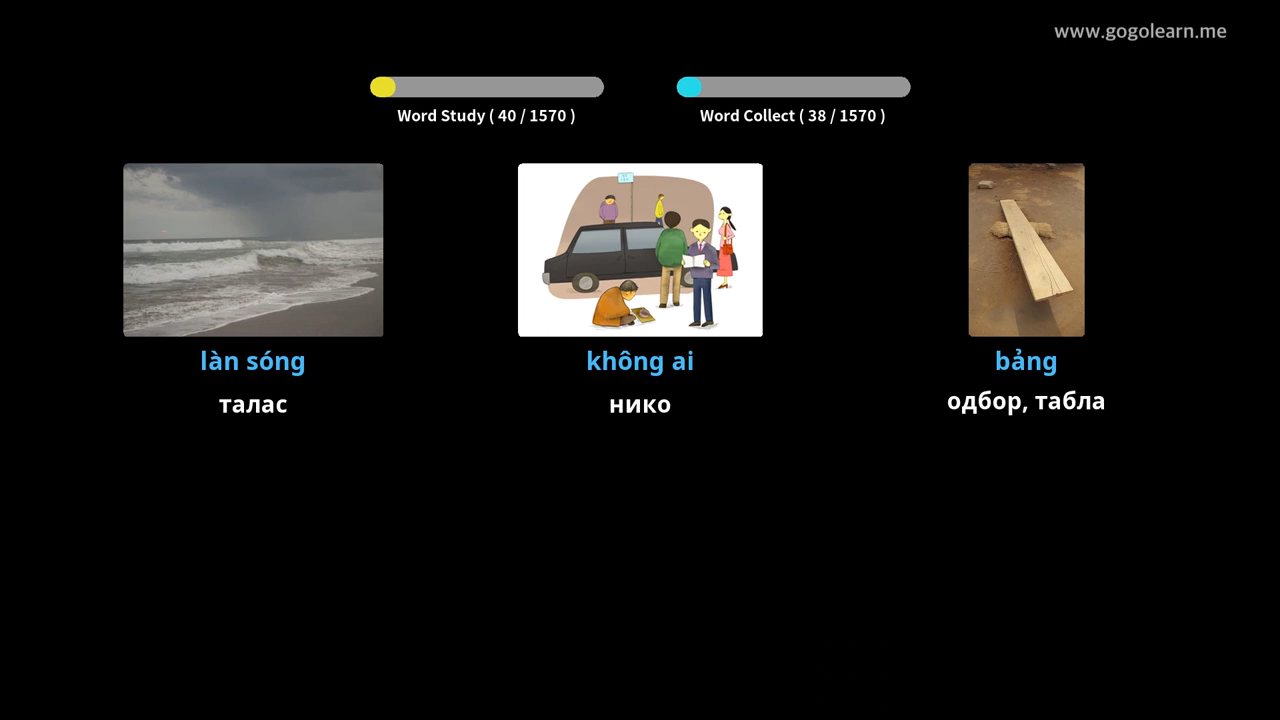 www.gogolearn.me
Word Study ( 40 / 1570 )
Word Collect ( 38 / 1570 )
làn sóng
không ai
bảng
талас
нико
одбор, табла